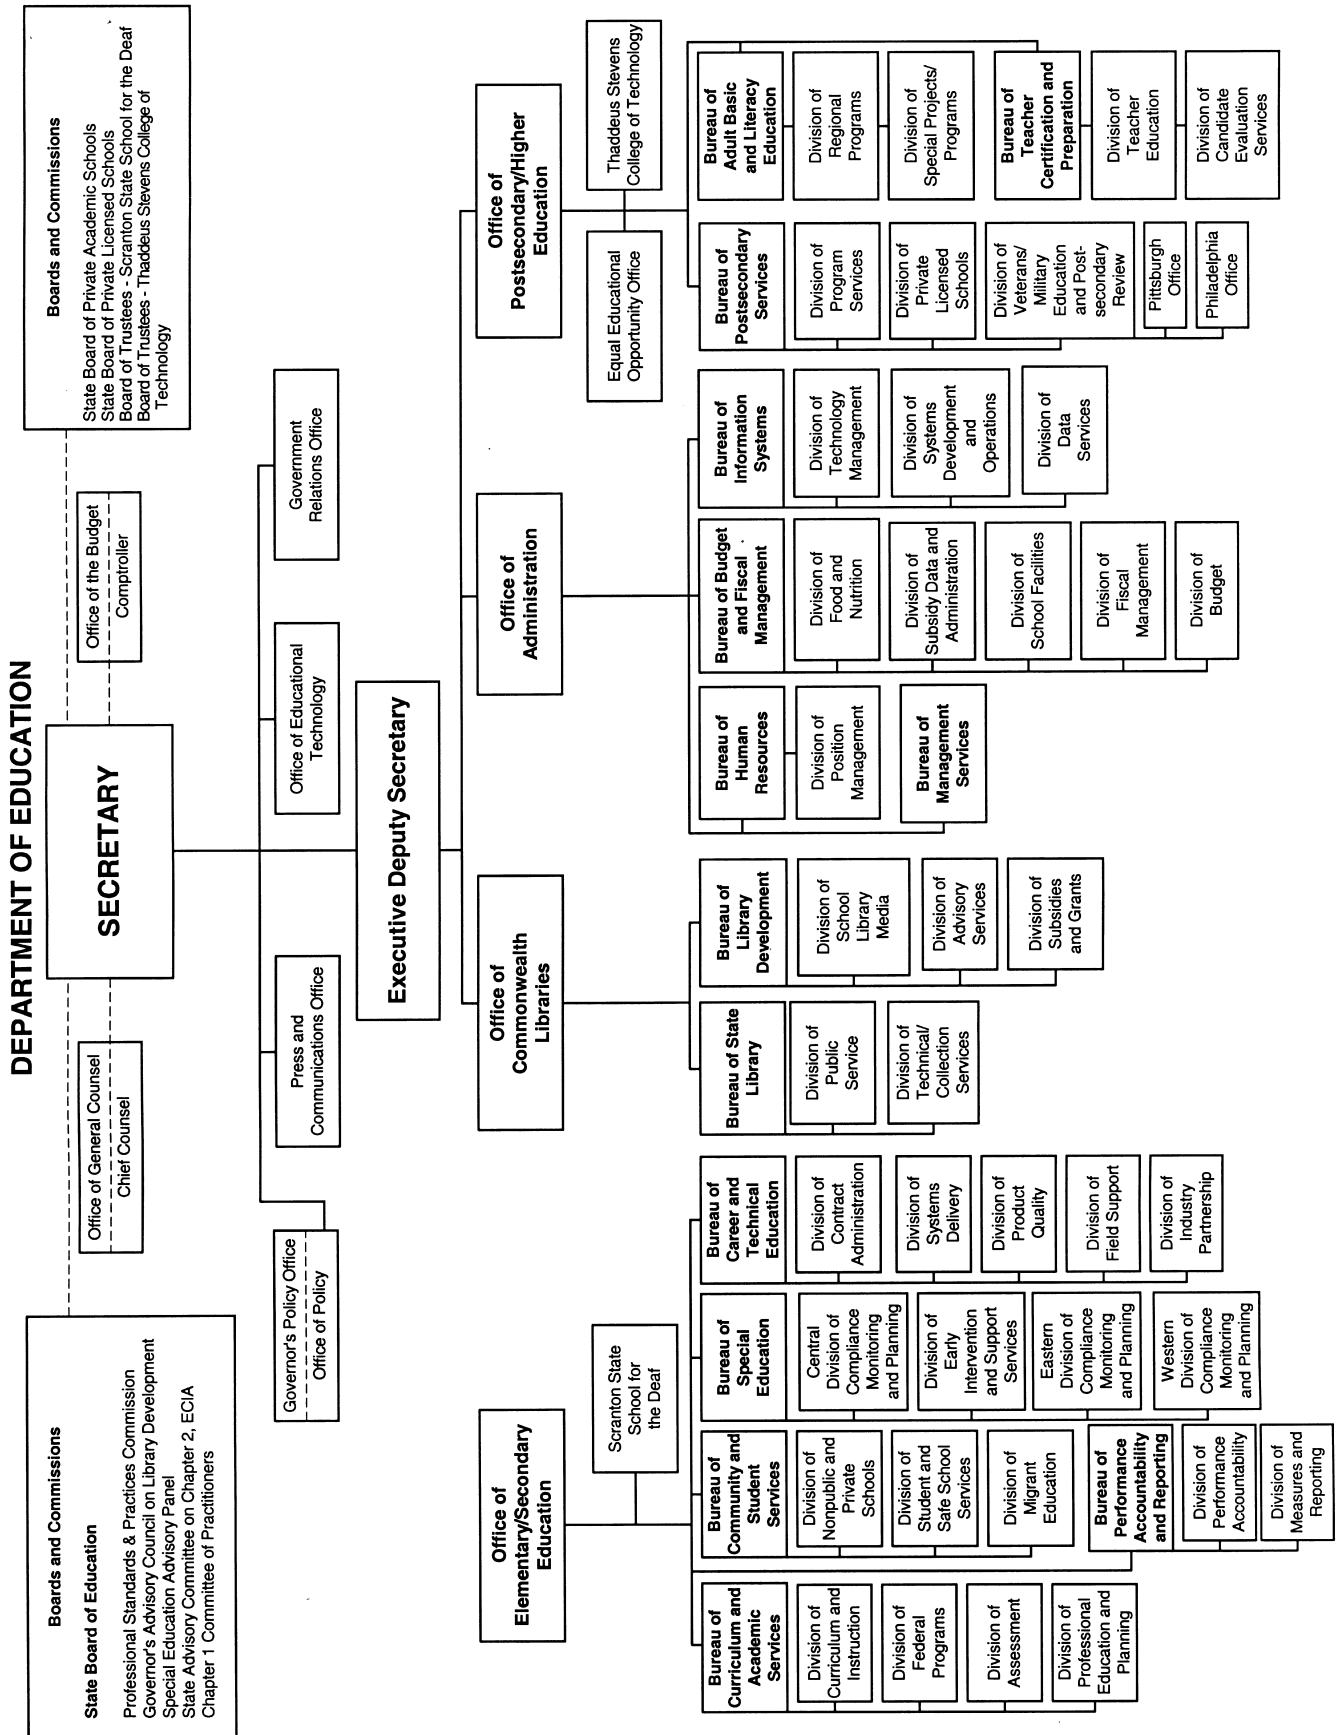 DEPARTMENT OF EDUCATION
Boards and Commissions
State Board of Education
Professional Standards & Practices Commission
Governor's Advisory Council on Library Development
Special Education Advisory Panel
State Advisory Committee on Chapter 2, ECIA
Chapter 1 Committee of Practitioners
Office of General Counsel
Chief Counsel
SECRETARY
Office of the Budget
Comptroller
Boards and Commissions
State Board of Private Academic Schools
State Board of Private Licensed Schools
Board of Trustees - Scranton State School for the Deaf
Board of Trustees - Thaddeus Stevens College of
Technology
Governor's Policy Office
Office of Policy
Press and
Communications Office
Office of Educational
Technology
Government
Relations Office
Executive Deputy Secretary
Office of
Elementary/Secondary
Education
Office of
Commonwealth
Libraries
Office of
Administration
Office of
Postsecondary/Higher
Education
Scranton State
School for
the Deaf
Equal Educational
Opportunity Office
Thaddeus Stevens
College of Technology
Bureau of
Curriculum and
Academic
Services
Division of
Curriculum and
Instruction
Division of
Federal
Programs
Division of
Assessment
Division of
Professional
Education and
Planning
Bureau of
Community and
Student
Services
Division of
Nonpublic and
Private
Schools
Division of
Student and
Safe School
Services
Division of
Migrant
Education
Bureau of
Performance
Accountability
and Reporting
Division of
Performance
Accountability
Division of
Measures and
Reporting
Bureau of
Special
Education
Central
Division of
Compliance
Monitoring
and Planning
Division of
Early
Intervention
and Support
Services
Eastern
Division of
Compliance
Monitoring
and Planning
Western
Division of
Compliance
Monitoring
and Planning
Bureau of
Career and
Technical
Education
Division of
Contract
Administration
Division of
Systems
Delivery
Division of
Product
Quality
Division of
Field Support
Division of
Industry
Partnership
Bureau of State
Library
Division of
Public
Service
Division of
Technical/
Collection
Services
Bureau of
Library
Development
Division of
School
Library
Media
Division of
Advisory
Services
Division of
Subsidies
and Grants
Bureau of
Human
Resources
Division of
Position
Management
Bureau of
Management
Services
Bureau of Budget
and Fiscal
Management
Division of
Food and
Nutrition
Division of
Subsidy Data and
Administration
Division of
School Facilities
Division of
Fiscal
Management
Division of
Budget
Bureau of
Information
Systems
Division of
Technology
Management
Division of
Systems
Development
and
Operations
Division of
Data
Services
Bureau of
Postsecondary
Services
Division of
Program
Services
Division of
Private
Licensed
Schools
Division of
Veterans/
Military
Education
and Post-
secondary
Review
Pittsburgh
Office
Philadelphia
Office
Bureau of
Adult Basic
and Literacy
Education
Division of
Regional
Programs
Division of
Special Projects/
Programs
Bureau of
Teacher
Certification and
Preparation
Division of
Teacher
Education
Division of
Candidate
Evaluation
Services